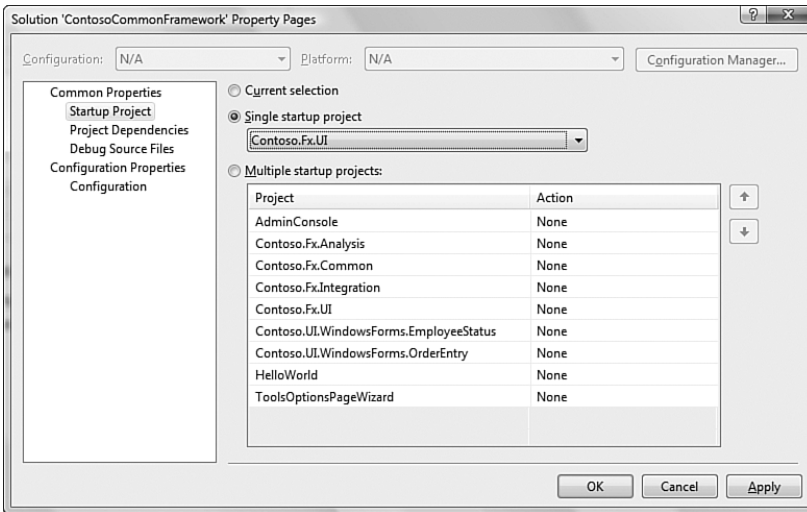 Solution 'ContosoCommonFramework' Property Pages
Configuration: N/A Platform: N/A Configuration Manager...
Common Properties
Startup Project
Project Dependencies
Debug Source Files
Configuration Properties
Configuration
Current selection
Single startup project
Contoso.Fx.UI
Multiple startup projects:
Project Action
AdminConsole None
Contoso.Fx.Analysis None
Contoso.Fx.Common None
Contoso.Fx.Integration None
Contoso.Fx.UI None
Contoso.UI.WindowsForms.EmployeeStatus None
Contoso.UI.WindowsForms.OrderEntry None
HelloWorld None
ToolsOptionsPageWizard None
OK Cancel Apply